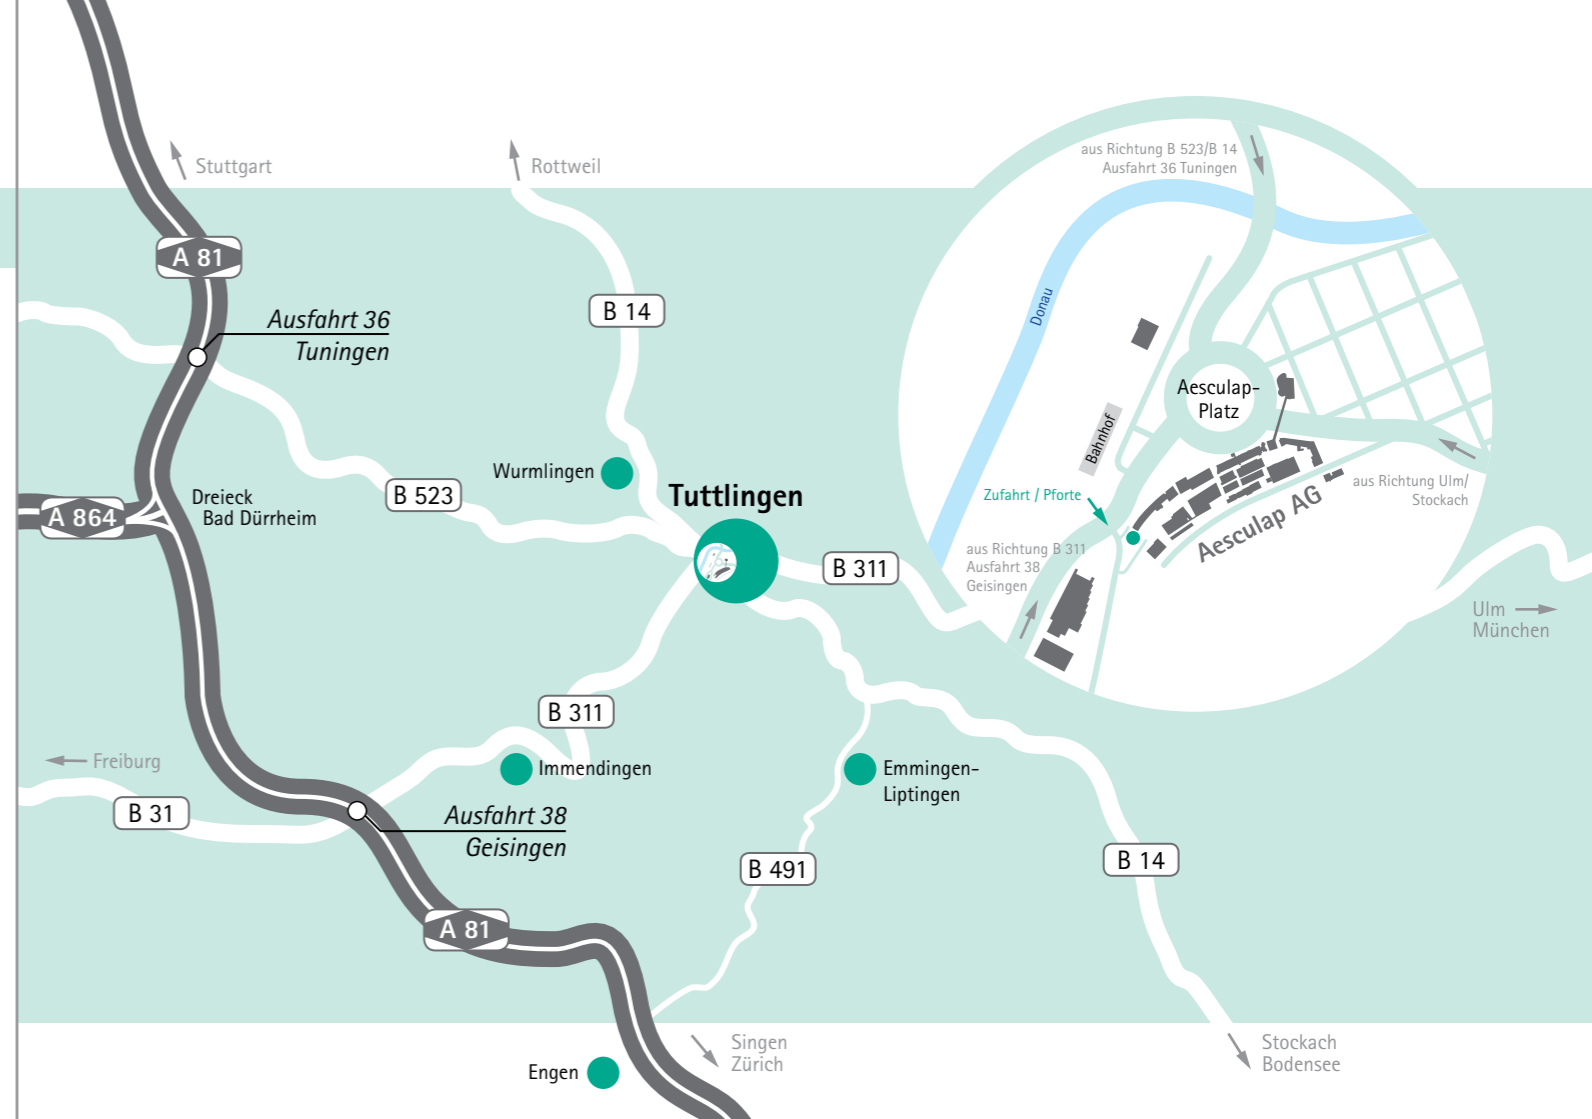 Stuttgart
Rottweil
aus Richtung B 523/B 14
Ausfahrt 36 Tuningen
A 81
Ausfahrt 36
Tuningen
B 14
Donau
Aesculap-
Platz
Bahnhof
Wurmlingen
B 523
Tuttlingen
Dreieck
Bad Dürrheim
A 864
Zufahrt / Pforte
aus Richtung Ulm/
Stockach
Aesculap AG
aus Richtung B 311
Ausfahrt 38
Geisingen
B 311
Ulm
München
B 311
Freiburg
Immendingen
Emmingen-
Liptingen
B 31
Ausfahrt 38
Geisingen
B 491
B 14
A 81
Singen
Zürich
Stockach
Bodensee
Engen